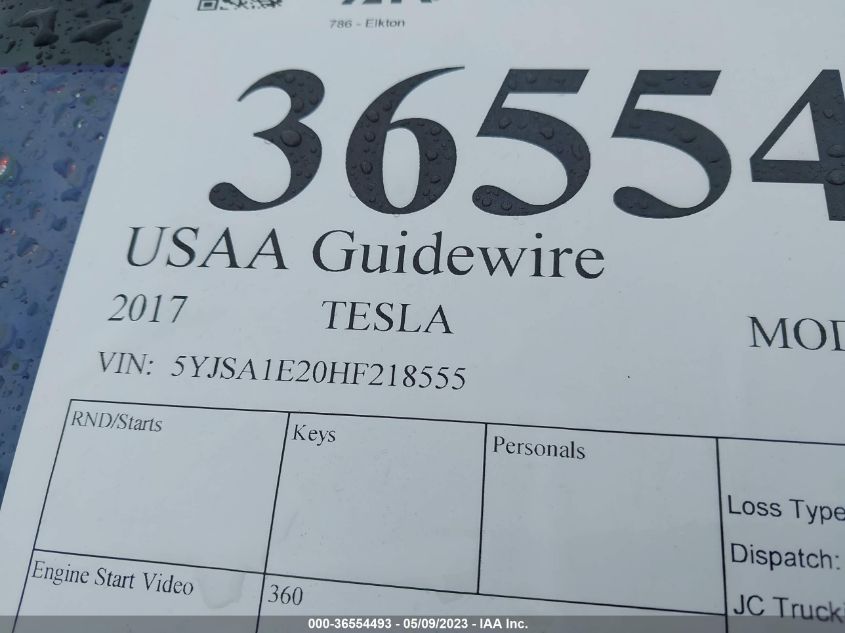 786 - Elkton
36554
USAA Guidewire
2017 TESLA
VIN: 5YJSA1E20HF218555
RND/Starts Keys Personals
Loss Type
Dispatch:
Engine Start Video 360
JC Truck
000-36554493 - 05/09/2023 - IAA Inc.